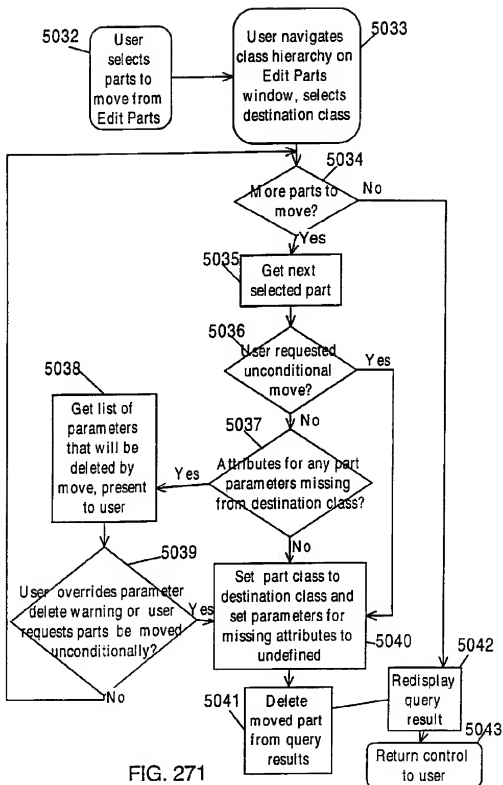 5032
User
selects
parts to
move from
Edit Parts
5033
User navigates
class hierarchy on
Edit Parts
window, selects
destination class
5034
More parts to
move?
No
Yes
5035
Get next
selected part
5036
User requested
unconditional
move?
Yes
No
5037
Attributes for any part
parameters missing
from destination class?
Yes
No
5038
Get list of
parameters
that will be
deleted by
move, present
to user
5039
User overrides parameter
delete warning or user
requests parts be moved
unconditionally?
Yes
No
Set part class to
destination class and
set parameters for
missing attributes to
undefined
5040
5041
Delete
moved part
from query
results
5042
Redisplay
query
result
5043
Return control
to user
FIG. 271